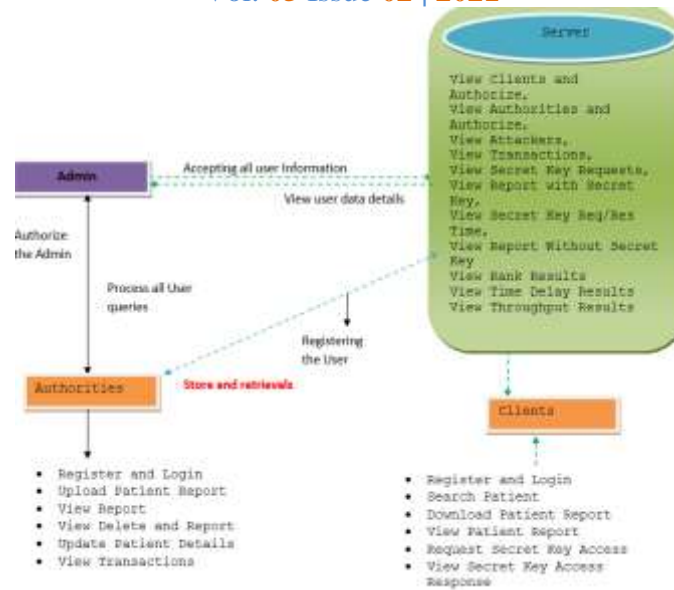 Vol. 03 Issue 02 | 2022
Server
View Clients and
Authorize,
View Authorities and
Authorize,
View Attackers,
View Transactions,
View Secret Key Requests,
View Report with Secret
Key,
View Secret Key Req/Res
Time,
View Report Without Secret
Key
View Rank Results
View Time Delay Results
View Throughput Results
Admin
Accepting all user Information
View user data details
Authorize
the Admin
Process all User
queries
Registering
the User
Authorities
Store and retrievals
Clients
• Register and Login
• Upload Patient Report
• View Report
• View Delete and Report
• Update Patient Details
• View Transactions
• Register and Login
• Search Patient
• Download Patient Report
• View Patient Report
• Request Secret Key Access
• View Secret Key Access
Response